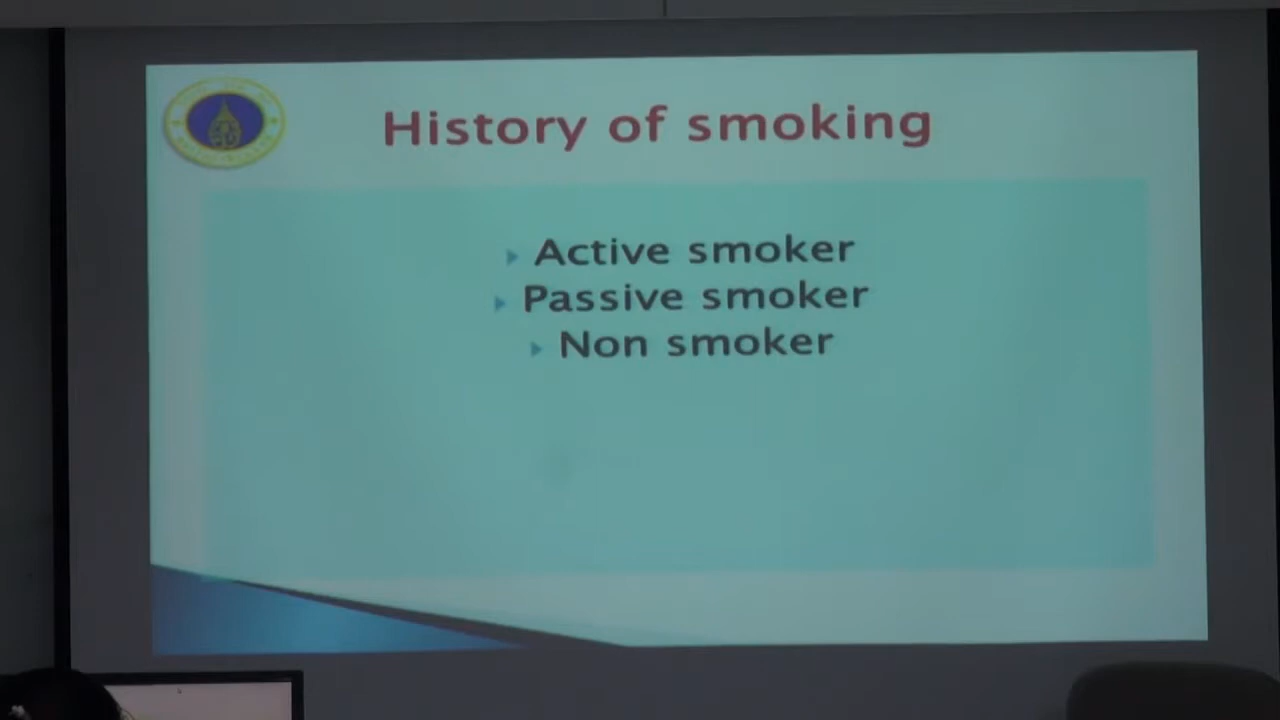 History of smoking
Active smoker
Passive smoker
Non smoker